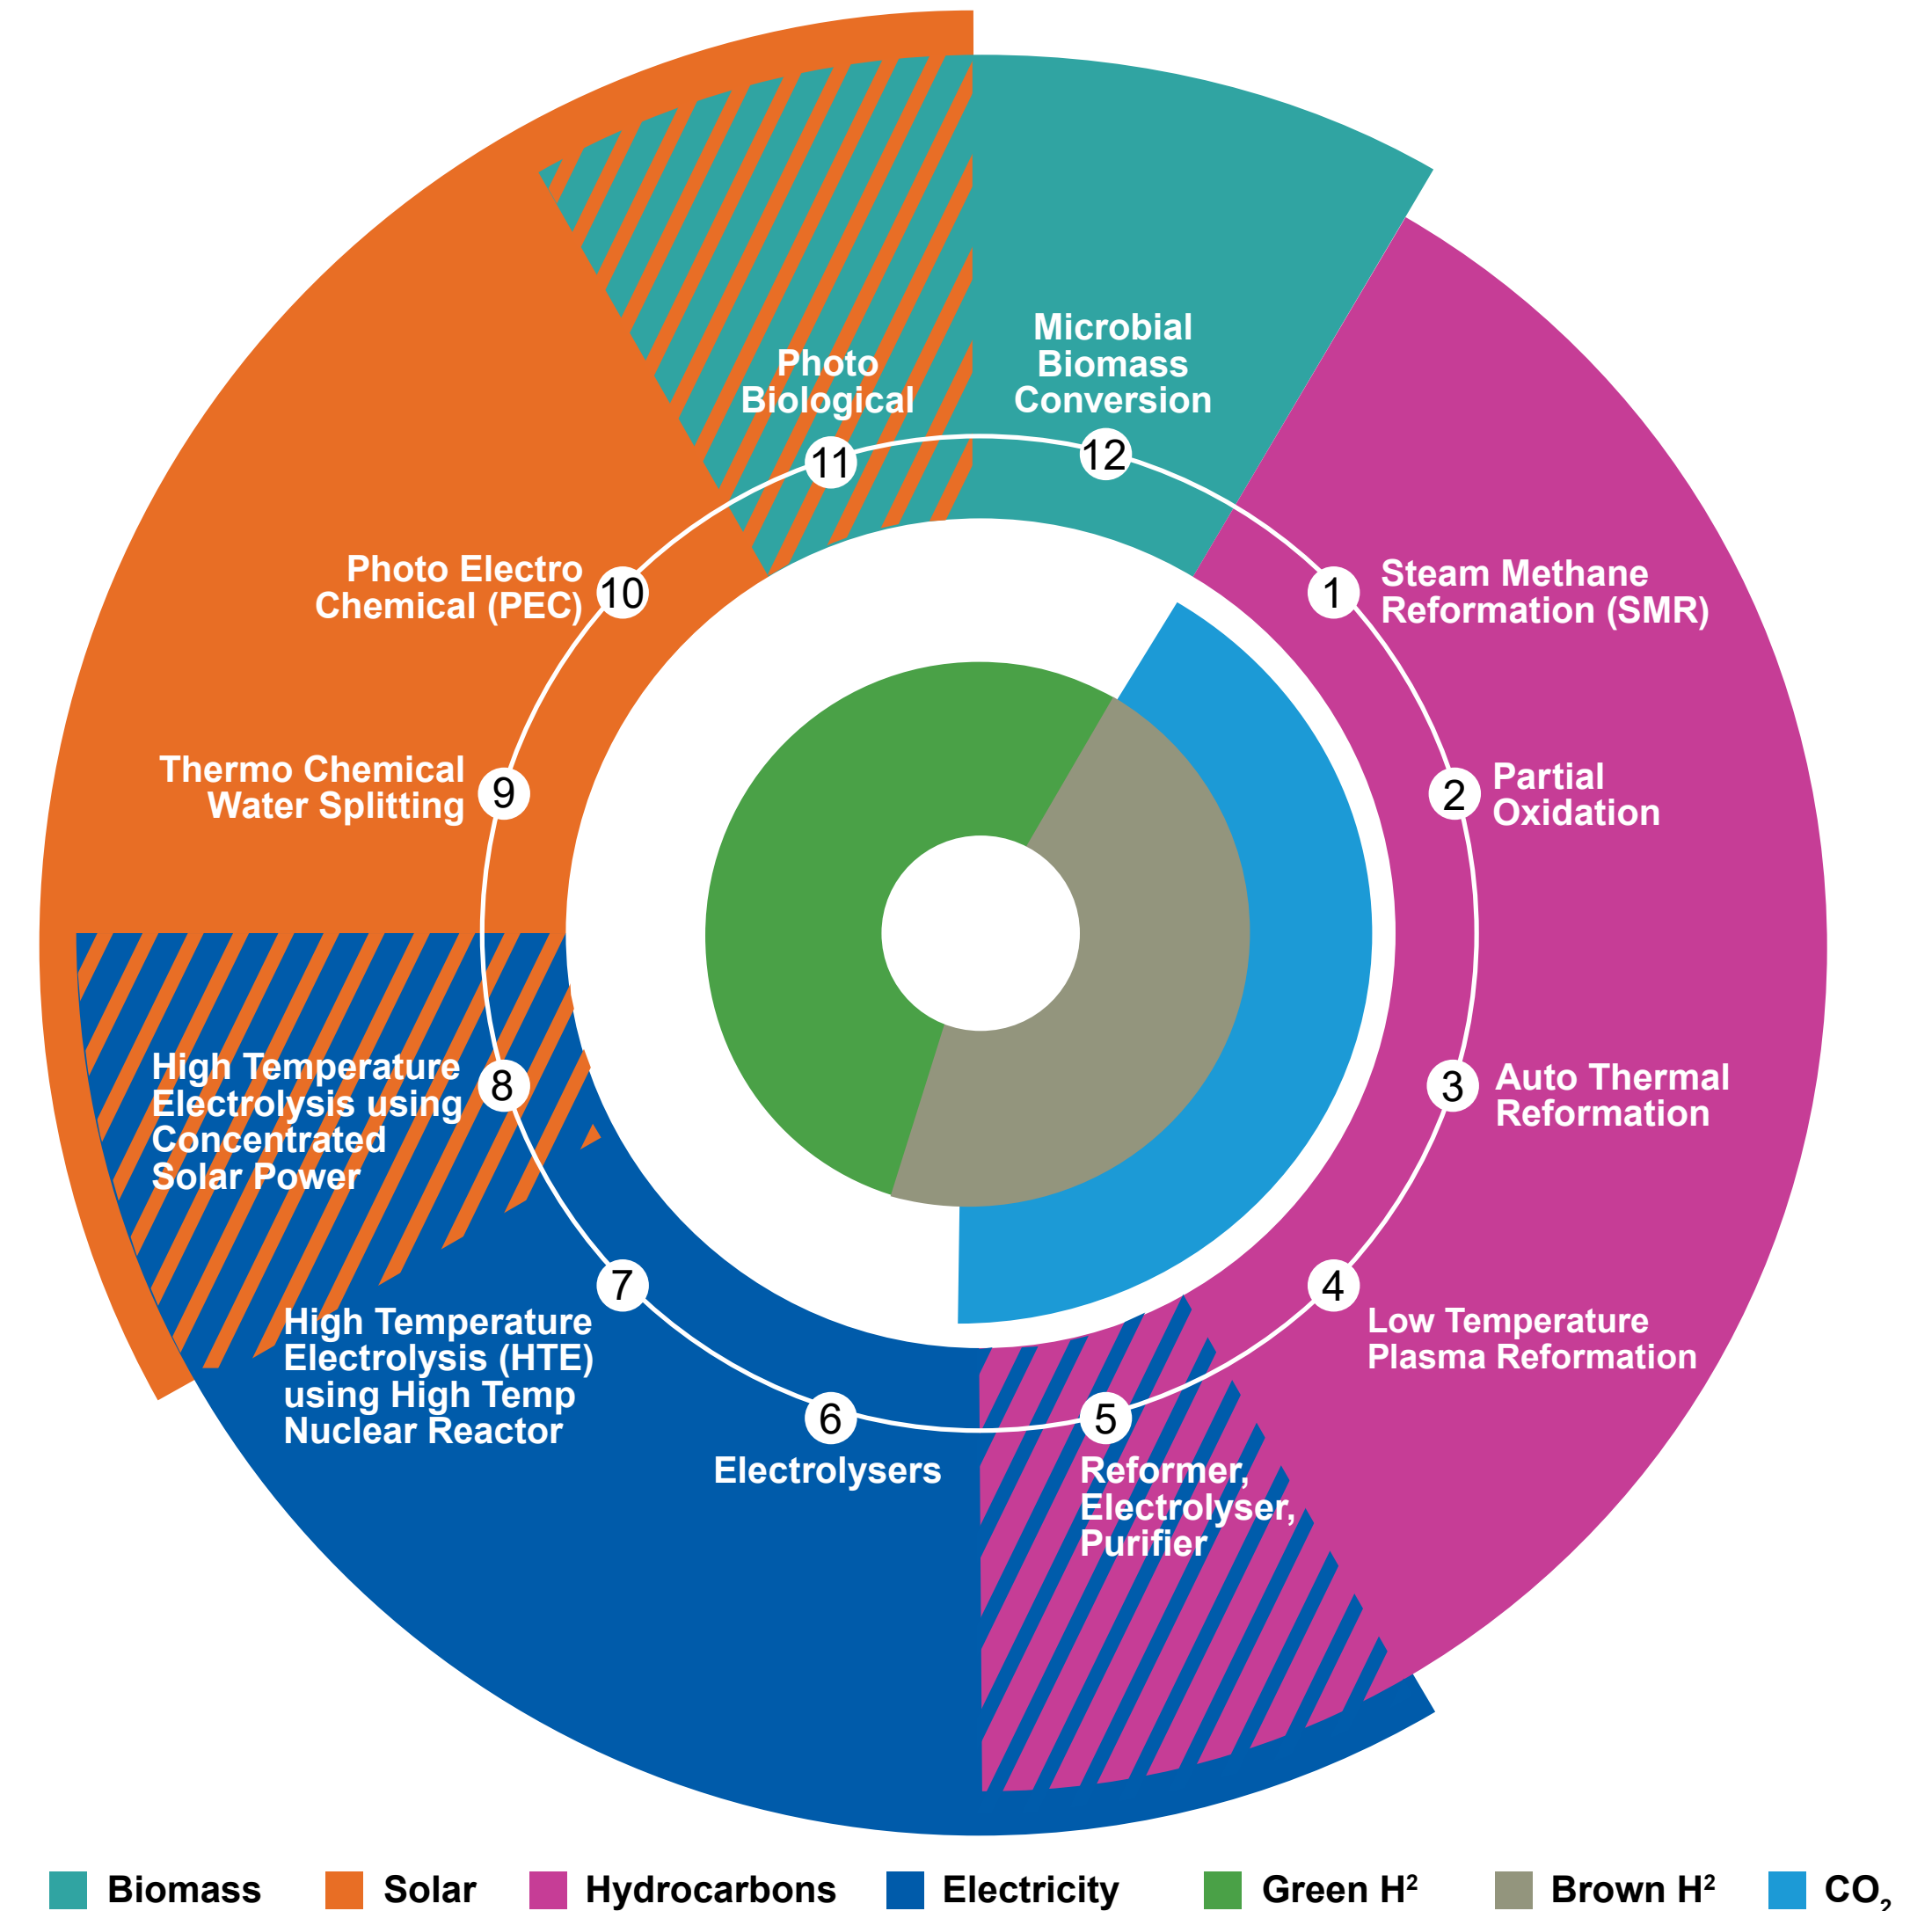 Microbial
Biomass
Conversion
12
Photo
Biological
11
Steam Methane
Reformation (SMR)
1
Partial
Oxidation
2
Auto Thermal
Reformation
3
Low Temperature
Plasma Reformation
4
Reformer,
Electrolyser,
Purifier
5
Electrolysers
6
High Temperature
Electrolysis (HTE)
using High Temp
Nuclear Reactor
7
High Temperature
Electrolysis using
Concentrated
Solar Power
8
Thermo Chemical
Water Splitting
9
Photo Electro
Chemical (PEC)
10
Biomass
Solar
Hydrocarbons
Electricity
Green H²
Brown H²
CO₂